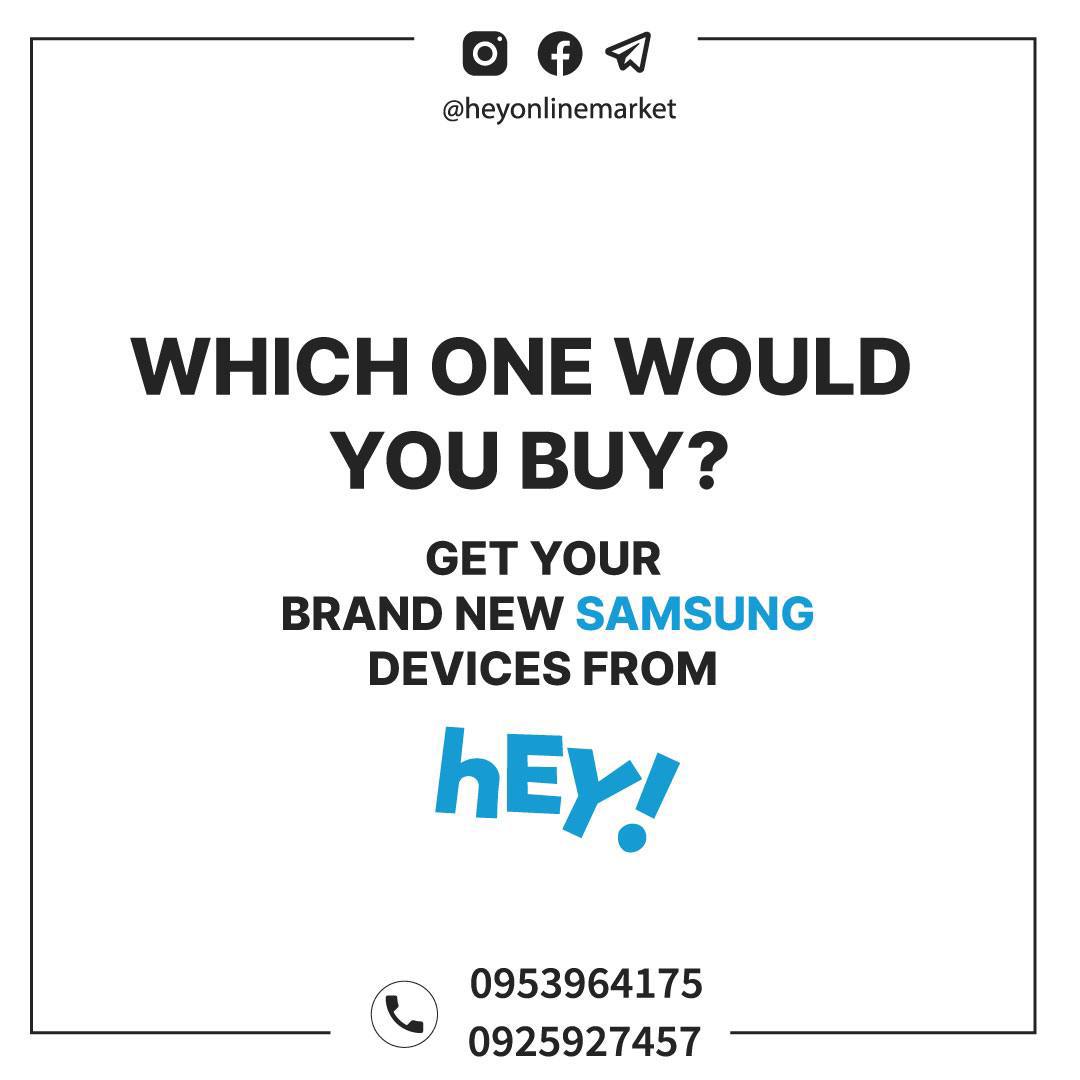 @heyonlinemarket
WHICH ONE WOULD
YOU BUY?
GET YOUR
BRAND NEW SAMSUNG
DEVICES FROM
hEY!
0953964175
0925927457